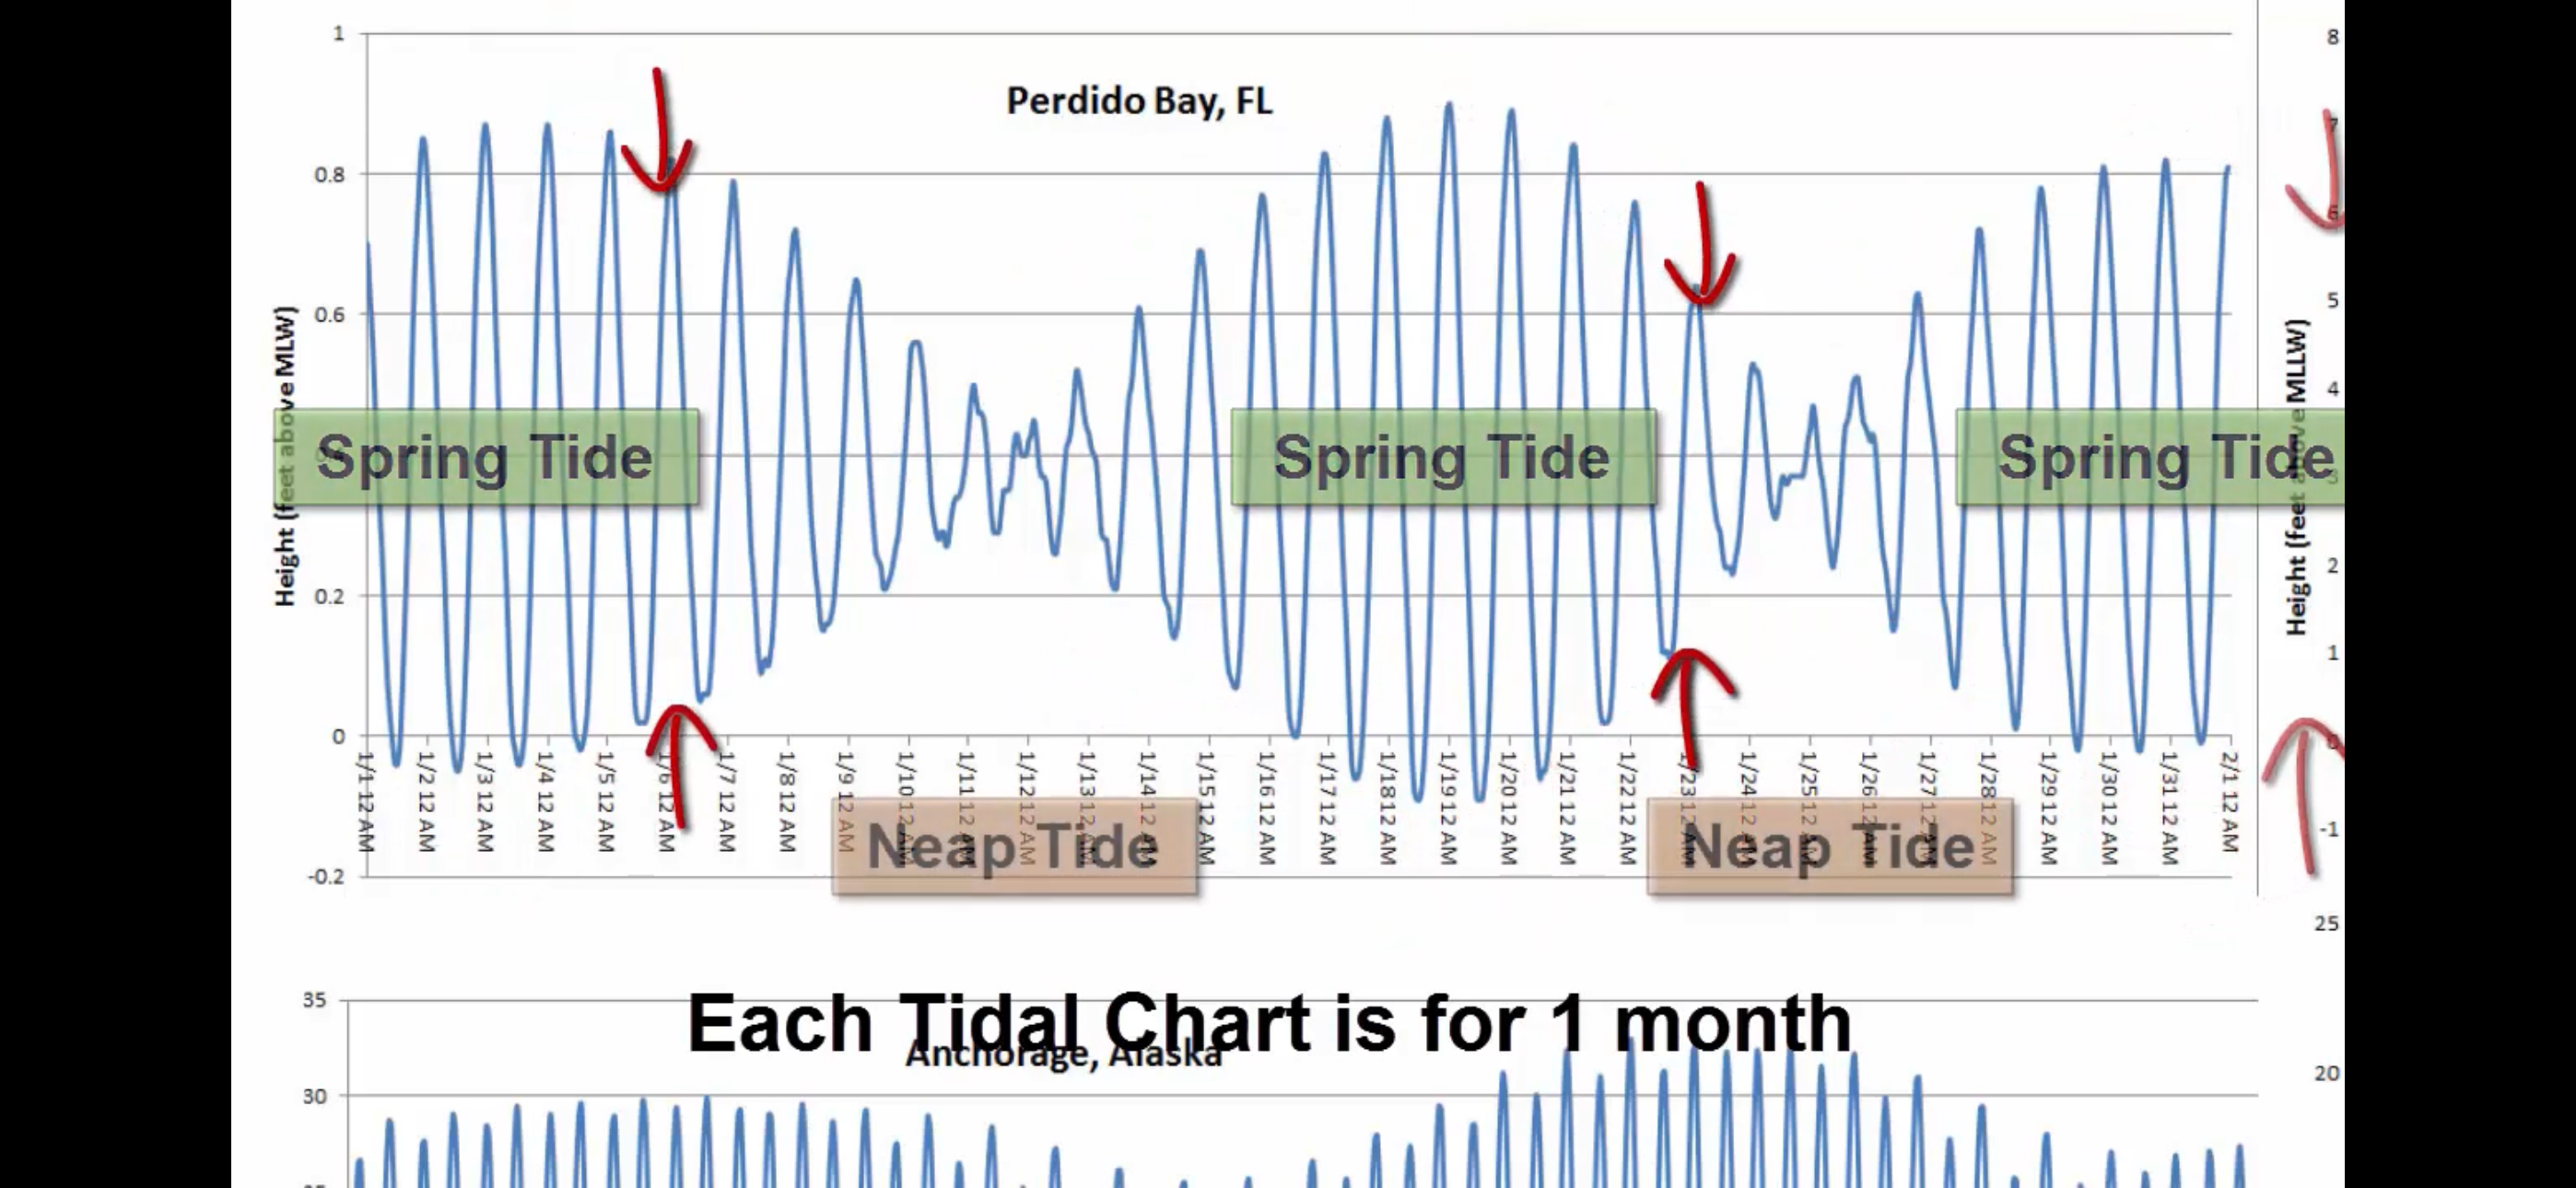 Perdido Bay, FL
Height (feet above MLW)
1
0.8
0.6
0.2
0
-0.2
Spring Tide
Spring Tide
Spring Tide
1/1 12 AM
1/2 12 AM
1/3 12 AM
1/4 12 AM
1/5 12 AM
1/6 12 AM
1/7 12 AM
1/8 12 AM
1/9 12 AM
1/10 12 AM
1/11 12 AM
1/12 12 AM
1/13 12 AM
1/14 12 AM
1/15 12 AM
1/16 12 AM
1/17 12 AM
1/18 12 AM
1/19 12 AM
1/20 12 AM
1/21 12 AM
1/22 12 AM
1/23 12 AM
1/24 12 AM
1/25 12 AM
1/26 12 AM
1/27 12 AM
1/28 12 AM
1/29 12 AM
1/30 12 AM
1/31 12 AM
2/1 12 AM
Neap Tide
Neap Tide
Height (feet above MLLW)
8
7
6
5
4
3
2
1
0
-1
25
20
Each Tidal Chart is for 1 month
Anchorage, Alaska
35
30